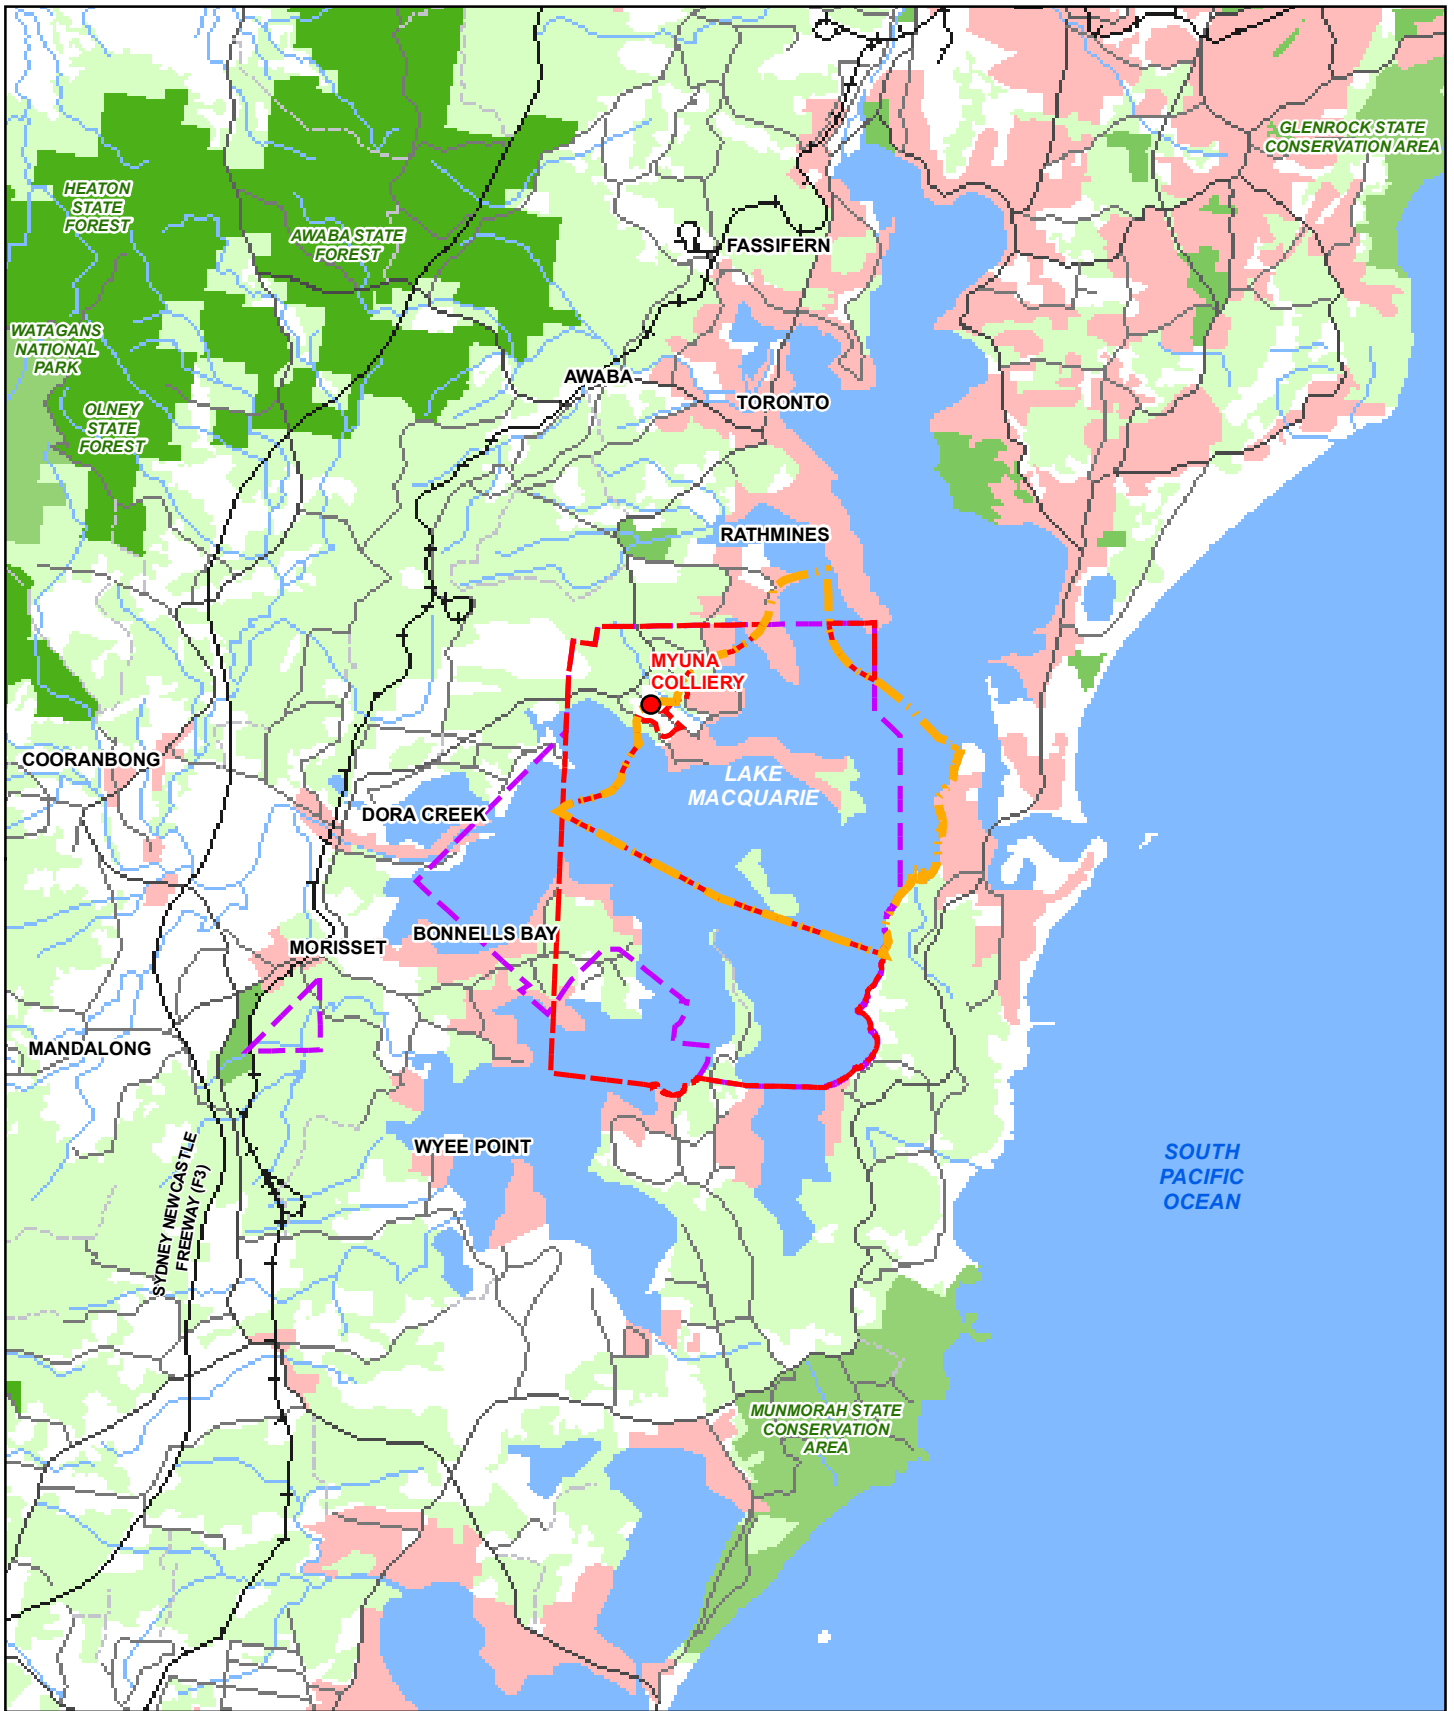 GLENROCK STATE
CONSERVATION AREA
HEATON
STATE
FOREST
AWABA STATE
FOREST
FASSIFERN
WATAGANS
NATIONAL
PARK
AWABA
TORONTO
OLNEY
STATE
FOREST
RATHMINES
MYUNA
COLLIERY
COORANBONG
LAKE
MACQUARIE
DORA CREEK
BONNELLS BAY
MORISSET
MANDALONG
WYEE POINT
SOUTH
PACIFIC
OCEAN
SYDNEY NEWCASTLE
FREEWAY (F3)
MUNMORAH STATE
CONSERVATION
AREA